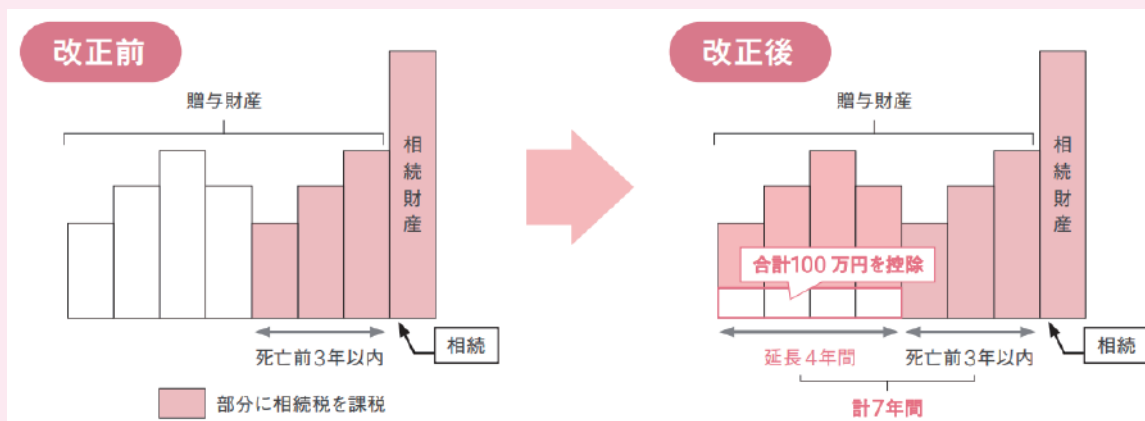 改正前
贈与財産
相続財産
死亡前3年以内
相続
部分に相続税を課税
改正後
贈与財産
相続財産
合計100万円を控除
延長4年間
死亡前3年以内
相続
計7年間